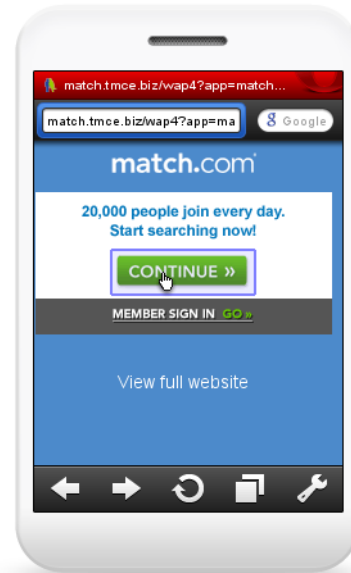 match.tmce.biz/wap4?app=match...
match.tmce.biz/wap4?app=ma
8 Google
match.com
20,000 people join every day.
Start searching now!
CONTINUE »
MEMBER SIGN IN GO »
View full website